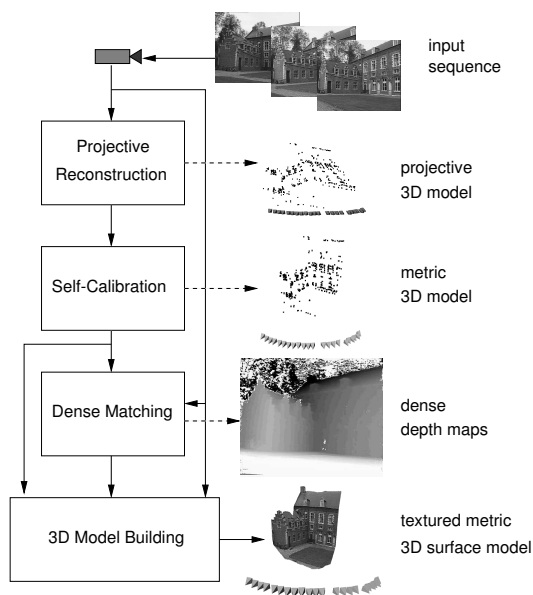 input
sequence
Projective
Reconstruction
projective
3D model
Self-Calibration
metric
3D model
Dense Matching
dense
depth maps
3D Model Building
textured metric
3D surface model